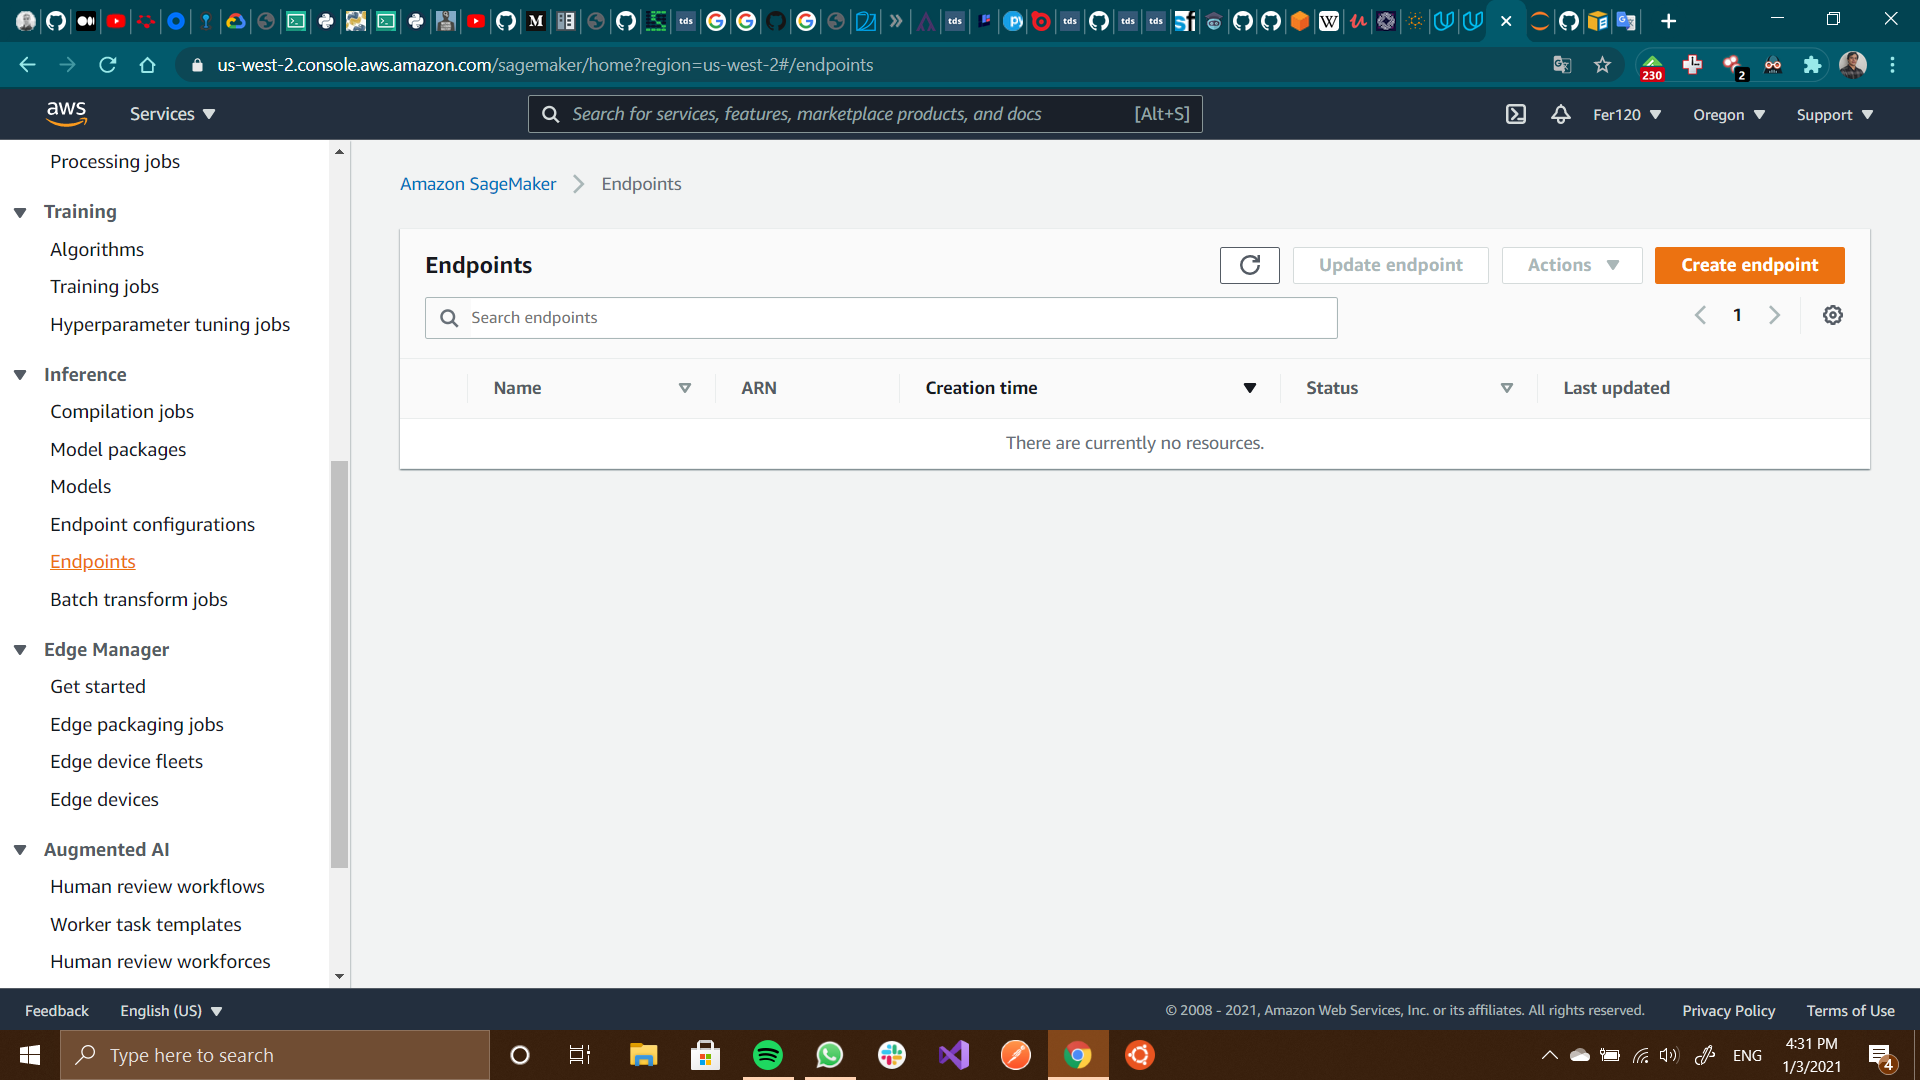 us-west-2.console.aws.amazon.com/sagemaker/home?region=us-west-2#/endpoints
230
2
aws
Services
Search for services, features, marketplace products, and docs
[Alt+S]
Fer120
Oregon
Support
Processing jobs
Training
Algorithms
Training jobs
Hyperparameter tuning jobs
Inference
Compilation jobs
Model packages
Models
Endpoint configurations
Endpoints
Batch transform jobs
Edge Manager
Get started
Edge packaging jobs
Edge device fleets
Edge devices
Augmented AI
Human review workflows
Worker task templates
Human review workforces
Amazon SageMaker
Endpoints
Endpoints
Update endpoint
Actions
Create endpoint
Search endpoints
1
Name
ARN
Creation time
Status
Last updated
There are currently no resources.
Feedback
English (US)
© 2008 - 2021, Amazon Web Services, Inc. or its affiliates. All rights reserved.
Privacy Policy
Terms of Use
Type here to search
ENG
4:31 PM
1/3/2021
4